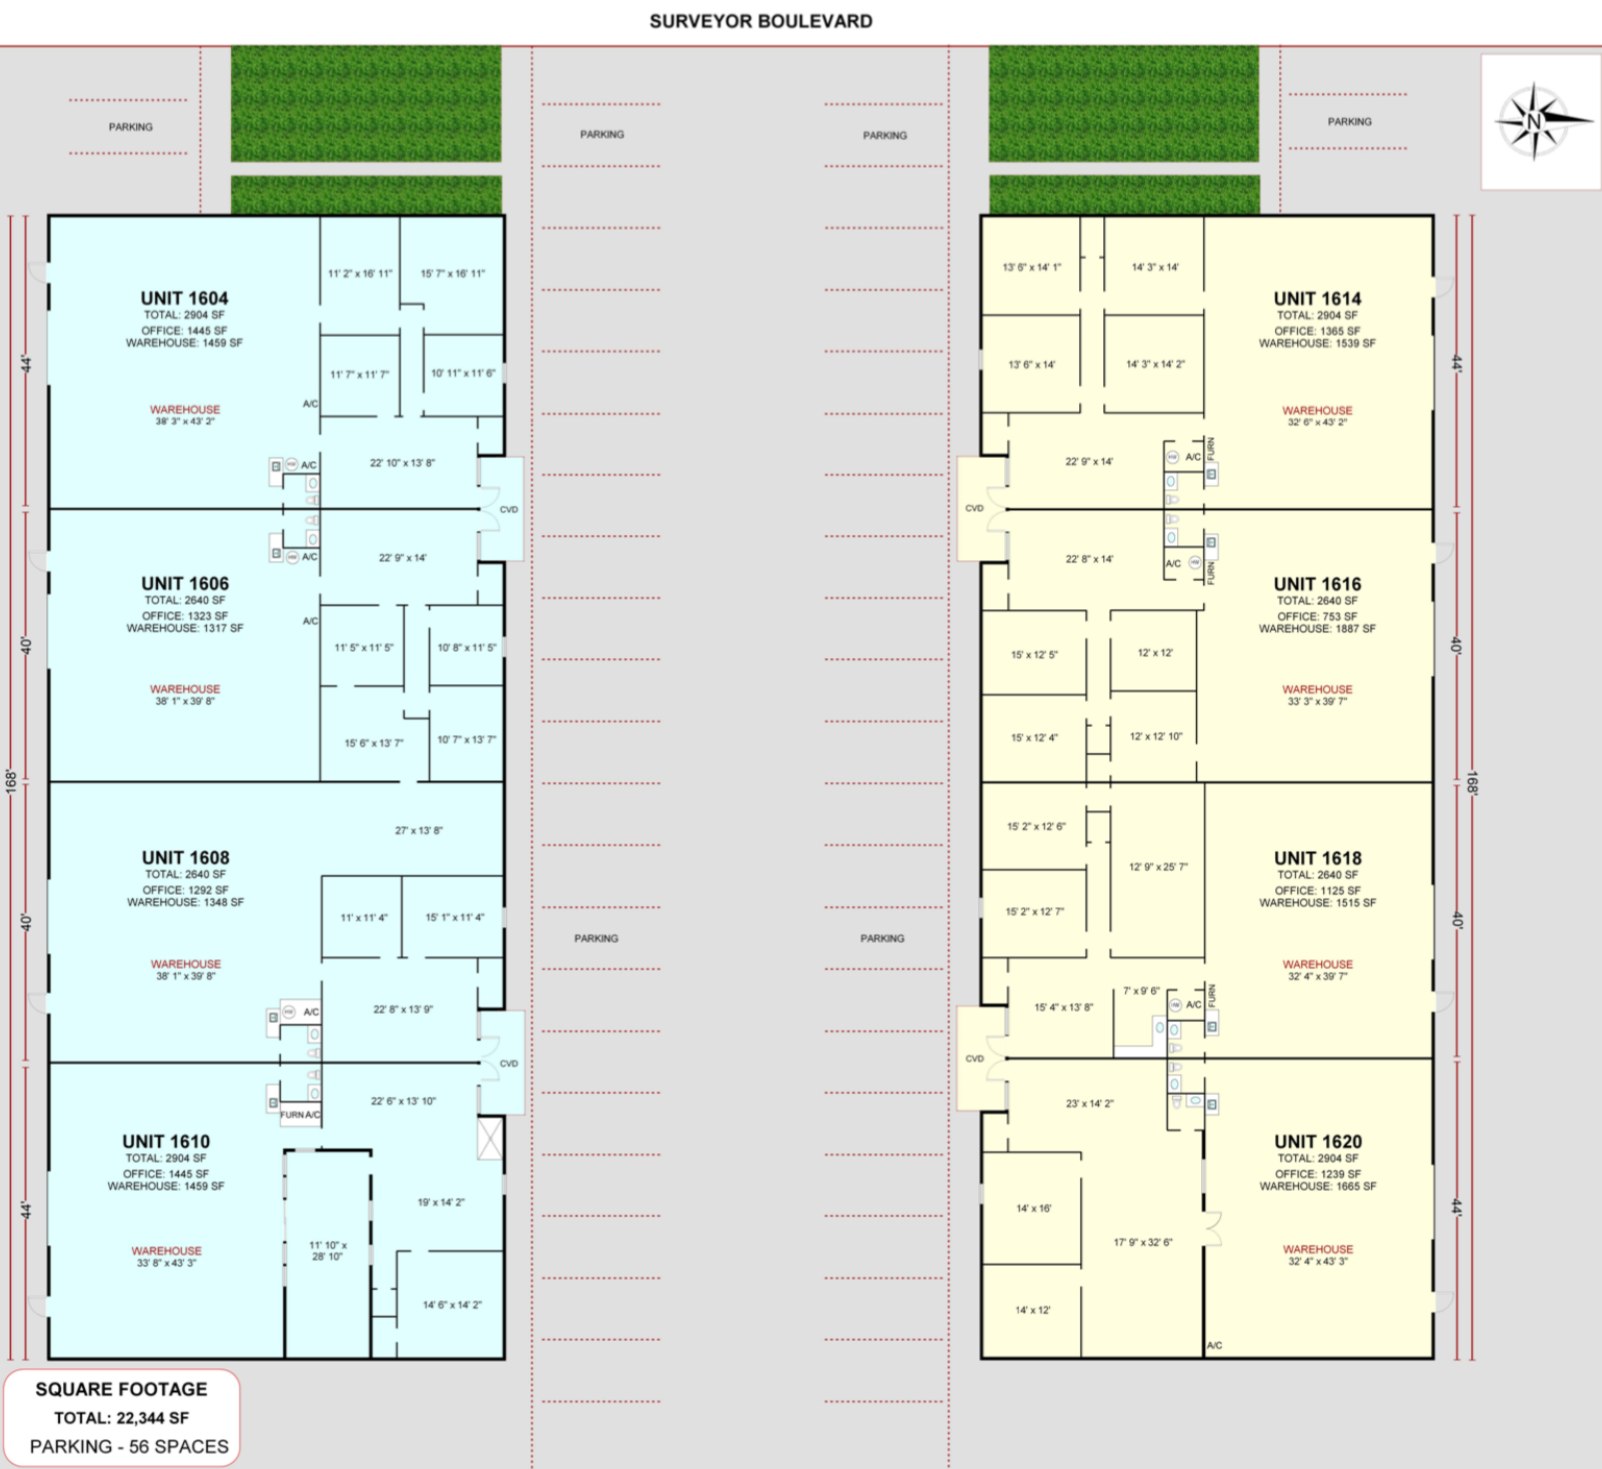 SURVEYOR BOULEVARD
PARKING
PARKING
PARKING
PARKING
N
UNIT 1604
TOTAL: 2904 SF
OFFICE: 1445 SF
WAREHOUSE: 1459 SF
WAREHOUSE
38' 3" x 43' 2"
11' 2" x 16' 11"
15' 7" x 16' 11"
11' 7" x 11' 7"
10' 11" x 11' 6"
A/C
HW
A/C
22' 10" x 13' 8"
44'
CVD
UNIT 1606
TOTAL: 2640 SF
OFFICE: 1323 SF
WAREHOUSE: 1317 SF
WAREHOUSE
38' 1" x 39' 8"
HW
A/C
22' 9" x 14'
A/C
11' 5" x 11' 5"
10' 8" x 11' 5"
15' 6" x 13' 7"
10' 7" x 13' 7"
40'
168'
UNIT 1608
TOTAL: 2640 SF
OFFICE: 1292 SF
WAREHOUSE: 1348 SF
WAREHOUSE
38' 1" x 39' 8"
27' x 13' 8"
11' x 11' 4"
15' 1" x 11' 4"
HW
A/C
22' 8" x 13' 9"
40'
CVD
UNIT 1610
TOTAL: 2904 SF
OFFICE: 1445 SF
WAREHOUSE: 1459 SF
WAREHOUSE
33' 8" x 43' 3"
FURN A/C
22' 6" x 13' 10"
19' x 14' 2"
11' 10" x
28' 10"
14' 6" x 14' 2"
44'
PARKING
PARKING
UNIT 1614
TOTAL: 2904 SF
OFFICE: 1365 SF
WAREHOUSE: 1539 SF
WAREHOUSE
32' 6" x 43' 2"
13' 6" x 14' 1"
14' 3" x 14'
13' 6" x 14'
14' 3" x 14' 2"
22' 9" x 14'
HW
A/C
FURN
44'
CVD
UNIT 1616
TOTAL: 2640 SF
OFFICE: 753 SF
WAREHOUSE: 1887 SF
WAREHOUSE
33' 3" x 39' 7"
22' 8" x 14'
A/C
HW
FURN
15' x 12' 5"
12' x 12'
15' x 12' 4"
12' x 12' 10"
40'
168'
UNIT 1618
TOTAL: 2640 SF
OFFICE: 1125 SF
WAREHOUSE: 1515 SF
WAREHOUSE
32' 4" x 39' 7"
15' 2" x 12' 6"
12' 9" x 25' 7"
15' 2" x 12' 7"
15' 4" x 13' 8"
7' x 9' 6"
HW
A/C
FURN
40'
CVD
UNIT 1620
TOTAL: 2904 SF
OFFICE: 1239 SF
WAREHOUSE: 1665 SF
WAREHOUSE
32' 4" x 43' 3"
23' x 14' 2"
14' x 16'
17' 9" x 32' 6"
14' x 12'
A/C
44'
SQUARE FOOTAGE
TOTAL: 22,344 SF
PARKING - 56 SPACES